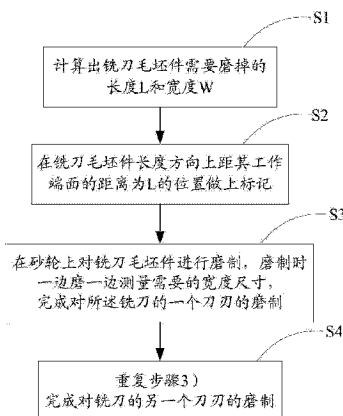 S1
计算出铣刀毛坯件需要磨掉的
长度L和宽度W
S2
在铣刀毛坯件长度方向上距其工作
端面的距离为L的位置做上标记
S3
在砂轮上对铣刀毛坯件进行磨制，磨制时
一边磨一边测量需要的宽度尺寸，
完成对所述铣刀的一个刀刃的磨制
S4
重复步骤3）
完成对铣刀的另一个刀刃的磨制